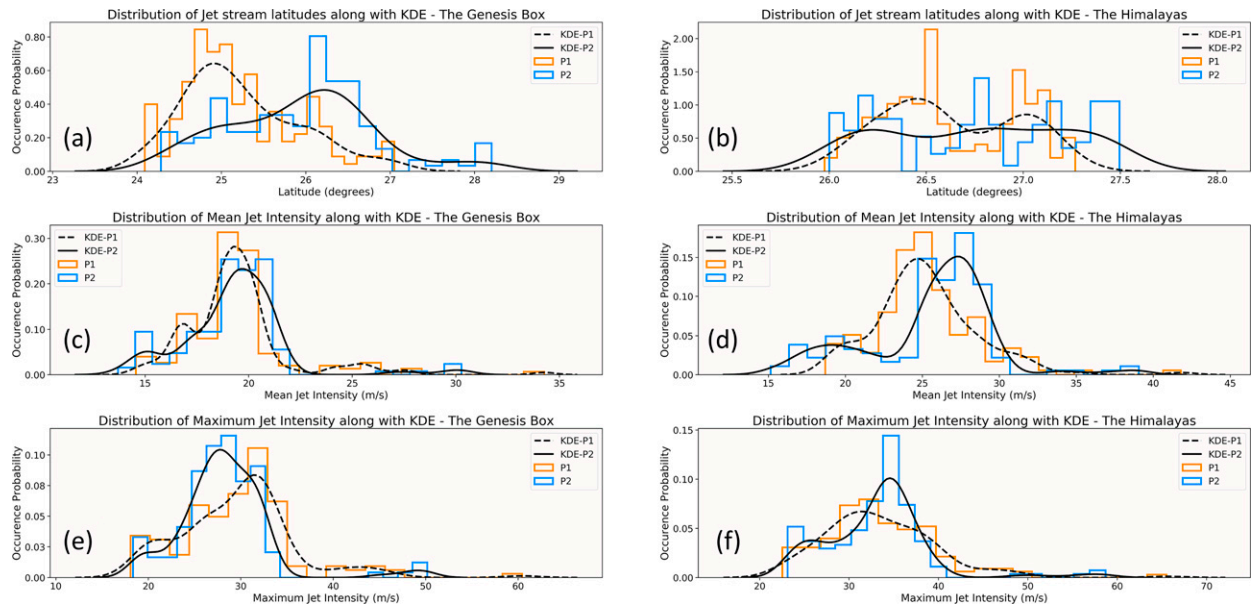 Distribution of Jet stream latitudes along with KDE - The Genesis Box
Occurence Probability
0.80
0.60
0.40
0.20
0.00
(a)
KDE-P1
KDE-P2
P1
P2
23 24 25 26 27 28 29
Latitude (degrees)
Distribution of Jet stream latitudes along with KDE - The Himalayas
Occurence Probability
2.00
1.50
1.00
0.50
0.00
(b)
KDE-P1
KDE-P2
P1
P2
25.5 26.0 26.5 27.0 27.5 28.0
Latitude (degrees)
Distribution of Mean Jet Intensity along with KDE - The Genesis Box
Occurence Probability
0.30
0.20
0.10
0.00
KDE-P1
KDE-P2
P1
P2
(c)
15 20 25 30 35
Mean Jet Intensity (m/s)
Distribution of Mean Jet Intensity along with KDE - The Himalayas
Occurence Probability
0.15
0.10
0.05
0.00
KDE-P1
KDE-P2
P1
P2
(d)
15 20 25 30 35 40 45
Mean Jet Intensity (m/s)
Distribution of Maximum Jet Intensity along with KDE - The Genesis Box
Occurence Probability
0.10
0.08
0.05
0.03
0.00
(e)
KDE-P1
KDE-P2
P1
P2
10 20 30 40 50 60
Maximum Jet Intensity (m/s)
Distribution of Maximum Jet Intensity along with KDE - The Himalayas
Occurence Probability
0.15
0.10
0.05
0.00
KDE-P1
KDE-P2
P1
P2
(f)
20 30 40 50 60 70
Maximum Jet Intensity (m/s)